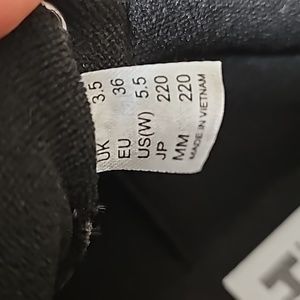 UK 3.5
EU 36
US(W) 5.5
JP 220
MM 220
MADE IN VIETNAM